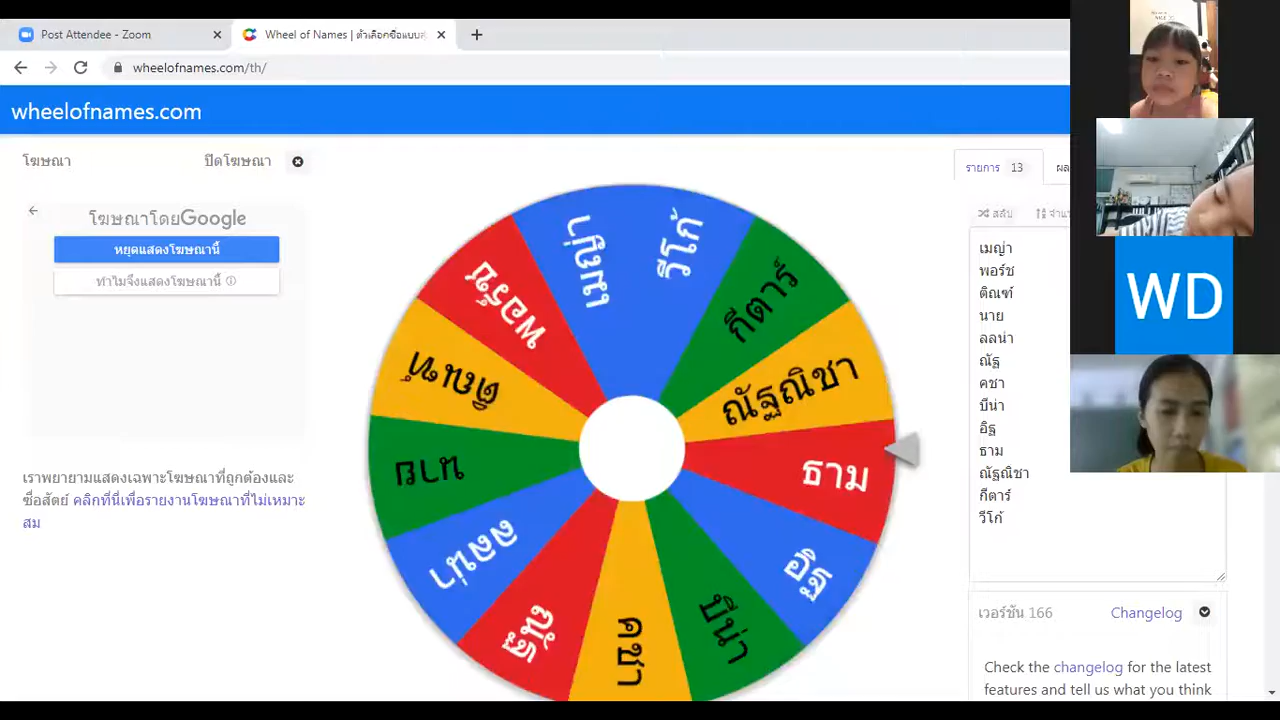 Post Attendee - Zoom
Wheel of Names | ตัวเลือกชื่อแบบสุ่
wheelofnames.com/th/
wheelofnames.com
โฆษณา
ปิดโฆษณา
โฆษณาโดยGoogle
หยุดแสดงโฆษณานี้
ทำไมจึงแสดงโฆษณานี้
เราพยายามแสดงเฉพาะโฆษณาที่ถูกต้องและ
ซื่อสัตย์ คลิกที่นี่เพื่อรายงานโฆษณาที่ไม่เหมาะ
สม
เมญ่า
วีโก้
กีตาร์
ณัฐณิชา
ธาม
อิฐ
บีน่า
คชา
ณัฐ
ลลน่า
นาย
ติณฑ์
พอร์ช
รายการ 13
สลับ
เมญ่า
พอร์ช
ติณฑ์
นาย
ลลน่า
ณัฐ
คชา
บีน่า
อิฐ
ธาม
ณัฐณิชา
กีตาร์
วีโก้
เวอร์ชัน 166
Changelog
Check the changelog for the latest
features and tell us what you think
WD